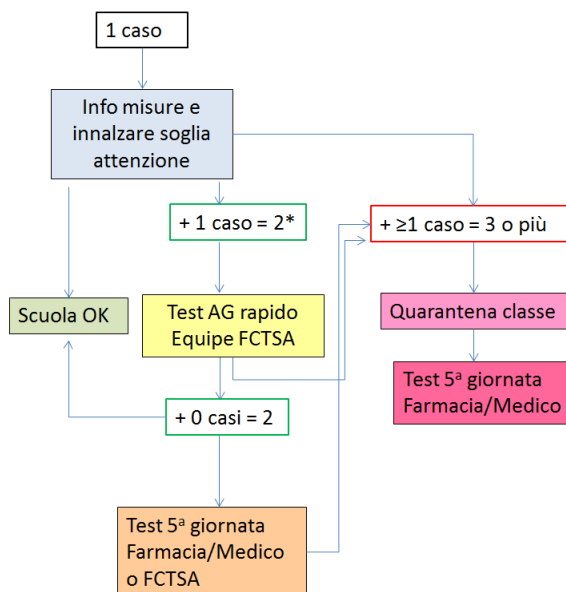 1 caso
Info misure e
innalzare soglia
attenzione
+ 1 caso = 2*
+ ≥1 caso = 3 o più
Scuola OK
Test AG rapido
Equipe FCTSA
Quarantena classe
Test 5ª giornata
Farmacia/Medico
+ 0 casi = 2
Test 5ª giornata
Farmacia/Medico
o FCTSA